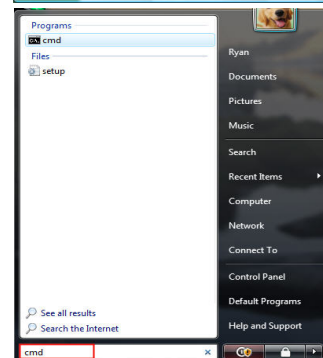 Programs
cmd
Files
setup
See all results
Search the Internet
cmd
Ryan
Documents
Pictures
Music
Search
Recent Items
Computer
Network
Connect To
Control Panel
Default Programs
Help and Support